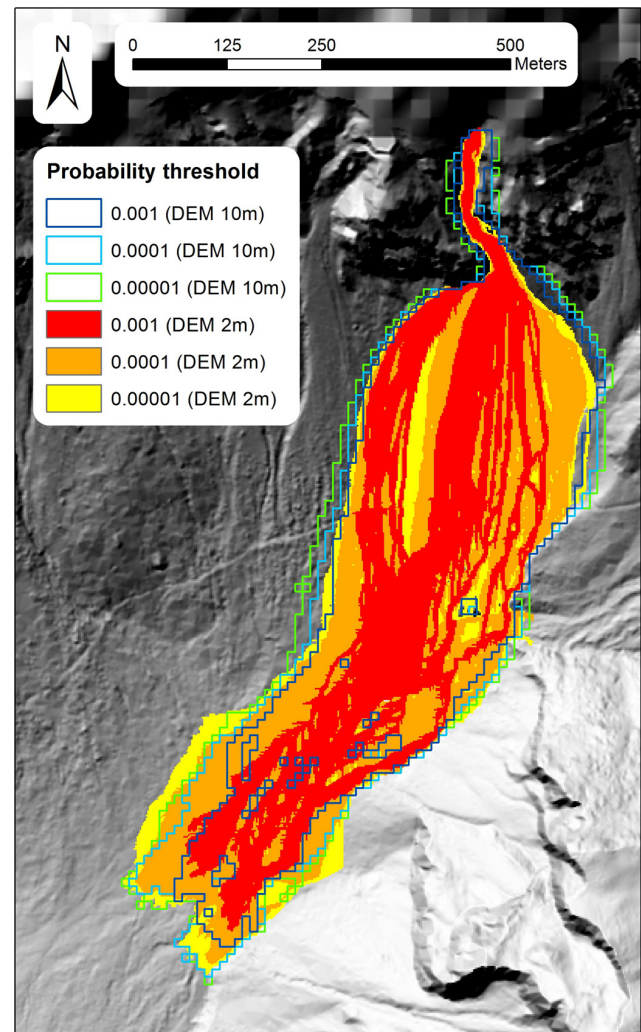 N
0 125 250 500
Meters
Probability threshold
0.001 (DEM 10m)
0.0001 (DEM 10m)
0.00001 (DEM 10m)
0.001 (DEM 2m)
0.0001 (DEM 2m)
0.00001 (DEM 2m)